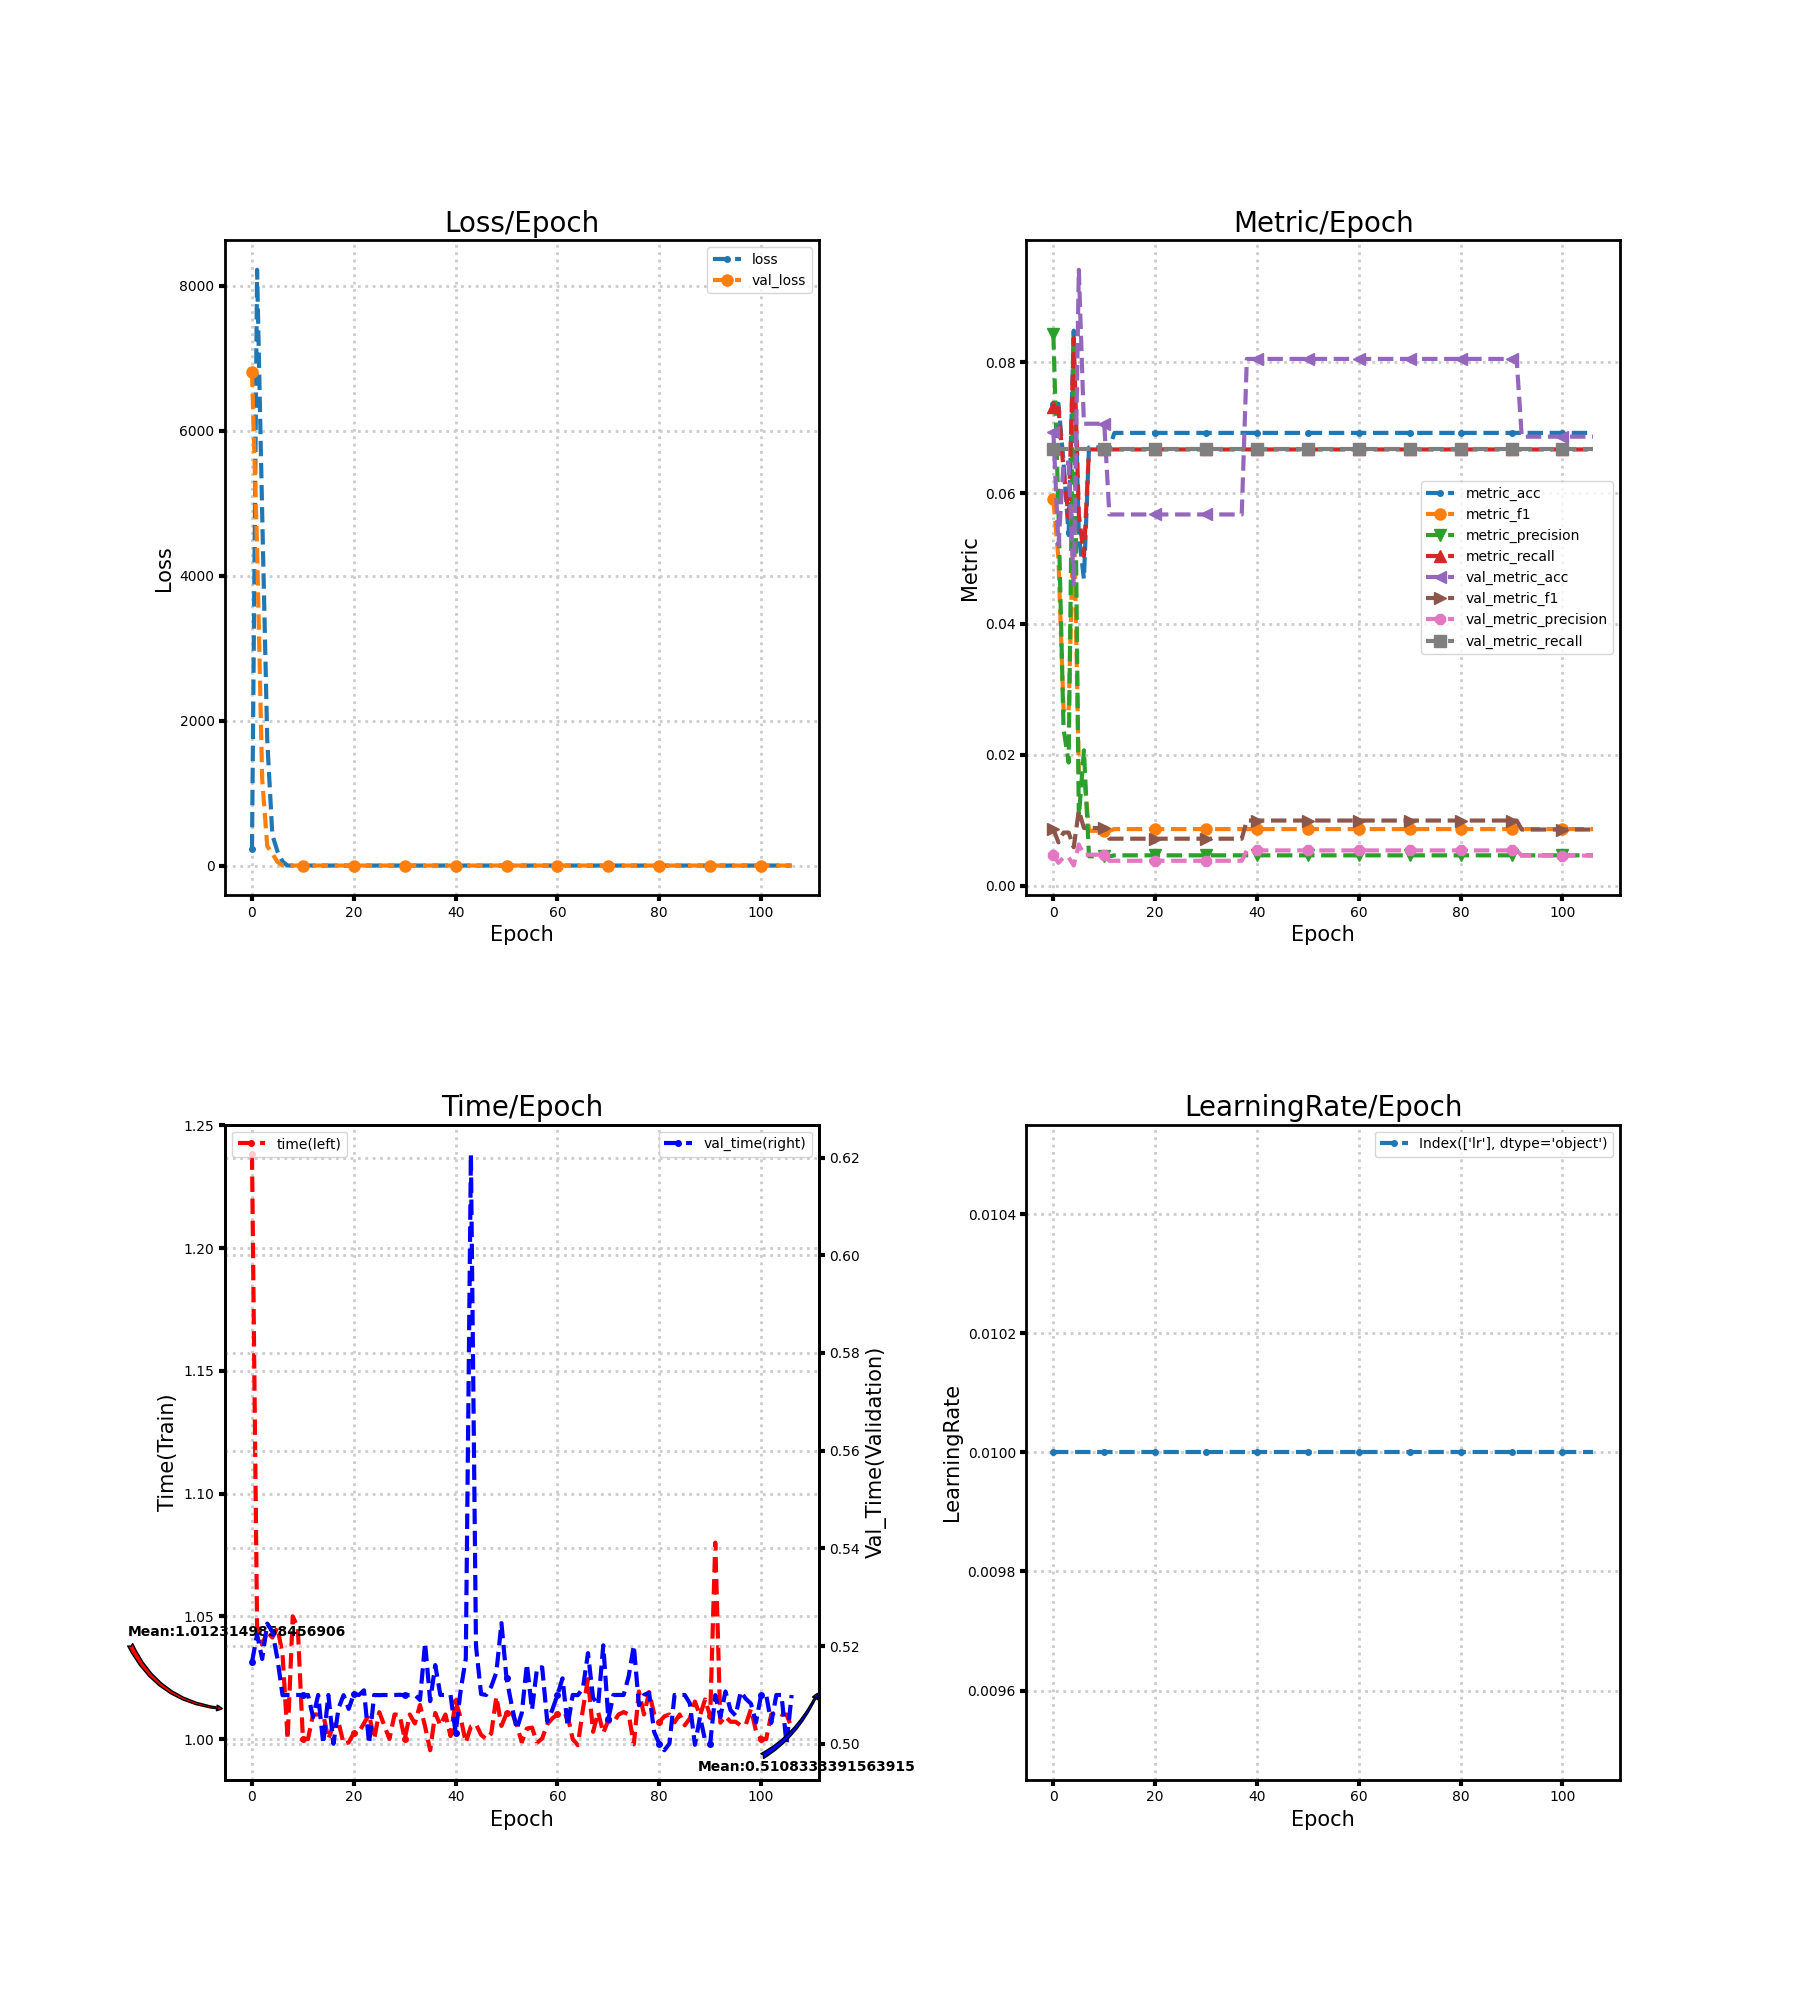 Loss/Epoch
loss
val_loss
8000
6000
4000
2000
0
Loss
0 20 40 60 80 100
Epoch
Metric/Epoch
0.08
0.06
0.04
0.02
0.00
Metric
metric_acc
metric_f1
metric_precision
metric_recall
val_metric_acc
val_metric_f1
val_metric_precision
val_metric_recall
0 20 40 60 80 100
Epoch
Time/Epoch
time(left)
val_time(right)
1.25
1.20
1.15
1.10
1.05
1.00
Time(Train)
0.62
0.60
0.58
0.56
0.54
0.52
0.50
Val_Time(Validation)
Mean:0.5108333391563915
0 20 40 60 80 100
Epoch
LearningRate/Epoch
Index(['lr'], dtype='object')
0.0104
0.0102
0.0100
0.0098
0.0096
LearningRate
0 20 40 60 80 100
Epoch